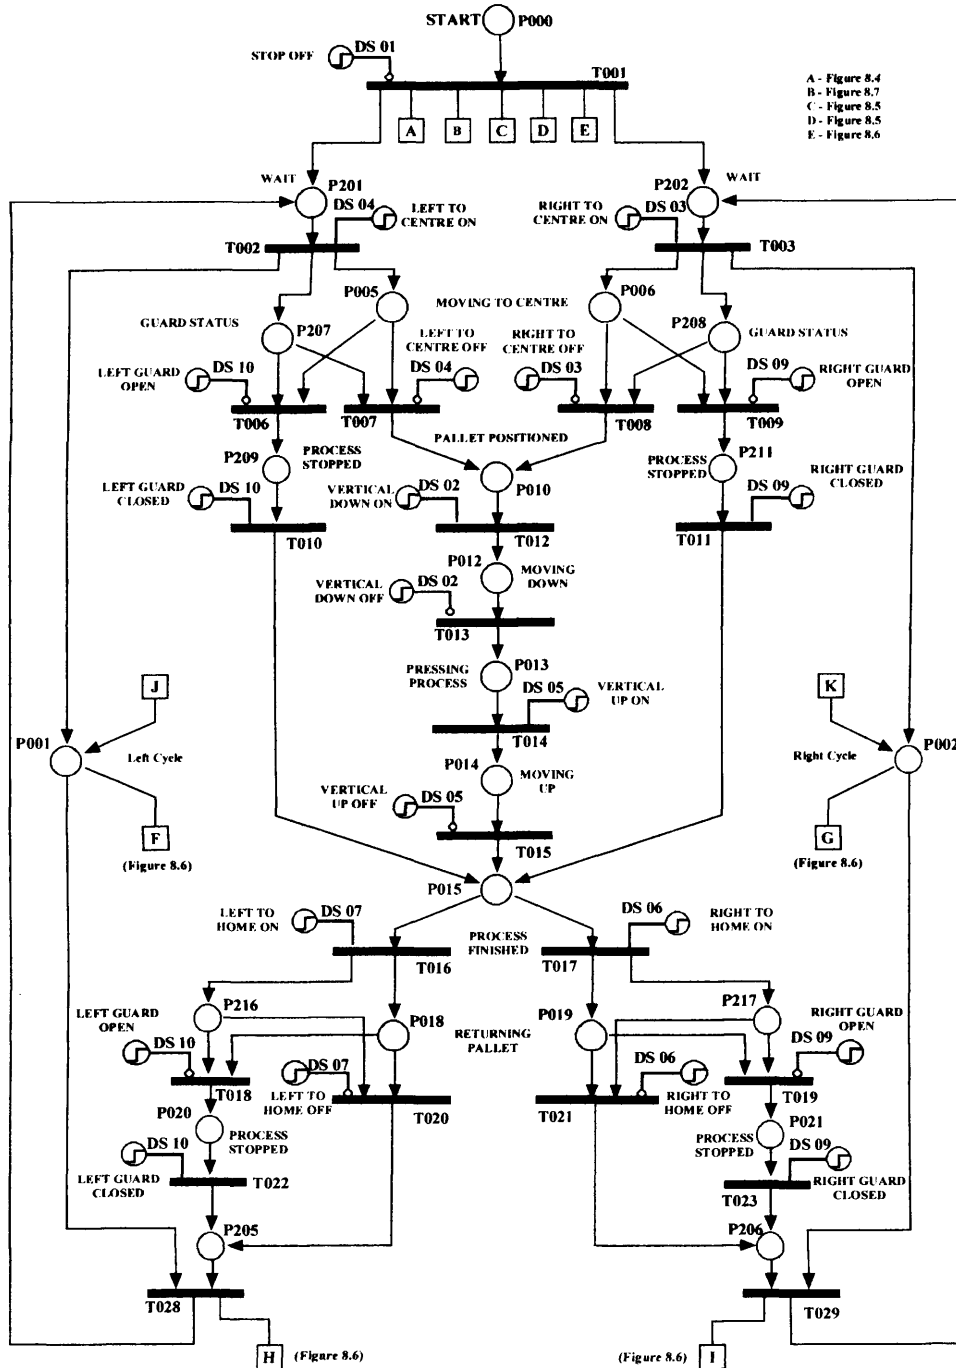 START P000
DS 01
STOP OFF
T001
A - Figure 8.4
B - Figure 8.7
C - Figure 8.5
D - Figure 8.5
E - Figure 8.6
A B C D E
WAIT P201 P202 WAIT
DS 04 LEFT TO CENTRE ON
RIGHT TO CENTRE ON DS 03
T002 T003
P005 MOVING TO CENTRE P006
GUARD STATUS P207 P208 GUARD STATUS
LEFT TO CENTRE OFF RIGHT TO CENTRE OFF
LEFT GUARD OPEN DS 10 DS 04 DS 03 DS 09 RIGHT GUARD OPEN
T006 T007 T008 T009
PALLET POSITIONED
P209 PROCESS STOPPED P010 PROCESS STOPPED P211
LEFT GUARD CLOSED DS 10 VERTICAL DOWN ON DS 02 DS 09 RIGHT GUARD CLOSED
T010 T012 T011
P012 MOVING DOWN
VERTICAL DOWN OFF DS 02
T013
PRESSING PROCESS P013
DS 05 VERTICAL UP ON
T014
J K
P001 Left Cycle Right Cycle P002
P014 MOVING UP
VERTICAL UP OFF DS 05
T015
F G
(Figure 8.6) (Figure 8.6)
P015
LEFT TO HOME ON DS 07 DS 06 RIGHT TO HOME ON
PROCESS FINISHED
T016 T017
P216 P018 RETURNING PALLET P019 P217
LEFT GUARD OPEN DS 10 DS 07 DS 06 DS 09 RIGHT GUARD OPEN
LEFT TO HOME OFF RIGHT TO HOME OFF
T018 T020 T021 T019
P020 PROCESS STOPPED PROCESS STOPPED P021
LEFT GUARD CLOSED DS 10 DS 09 RIGHT GUARD CLOSED
T022 T023
P205 P206
T028 T029
H (Figure 8.6) (Figure 8.6) I